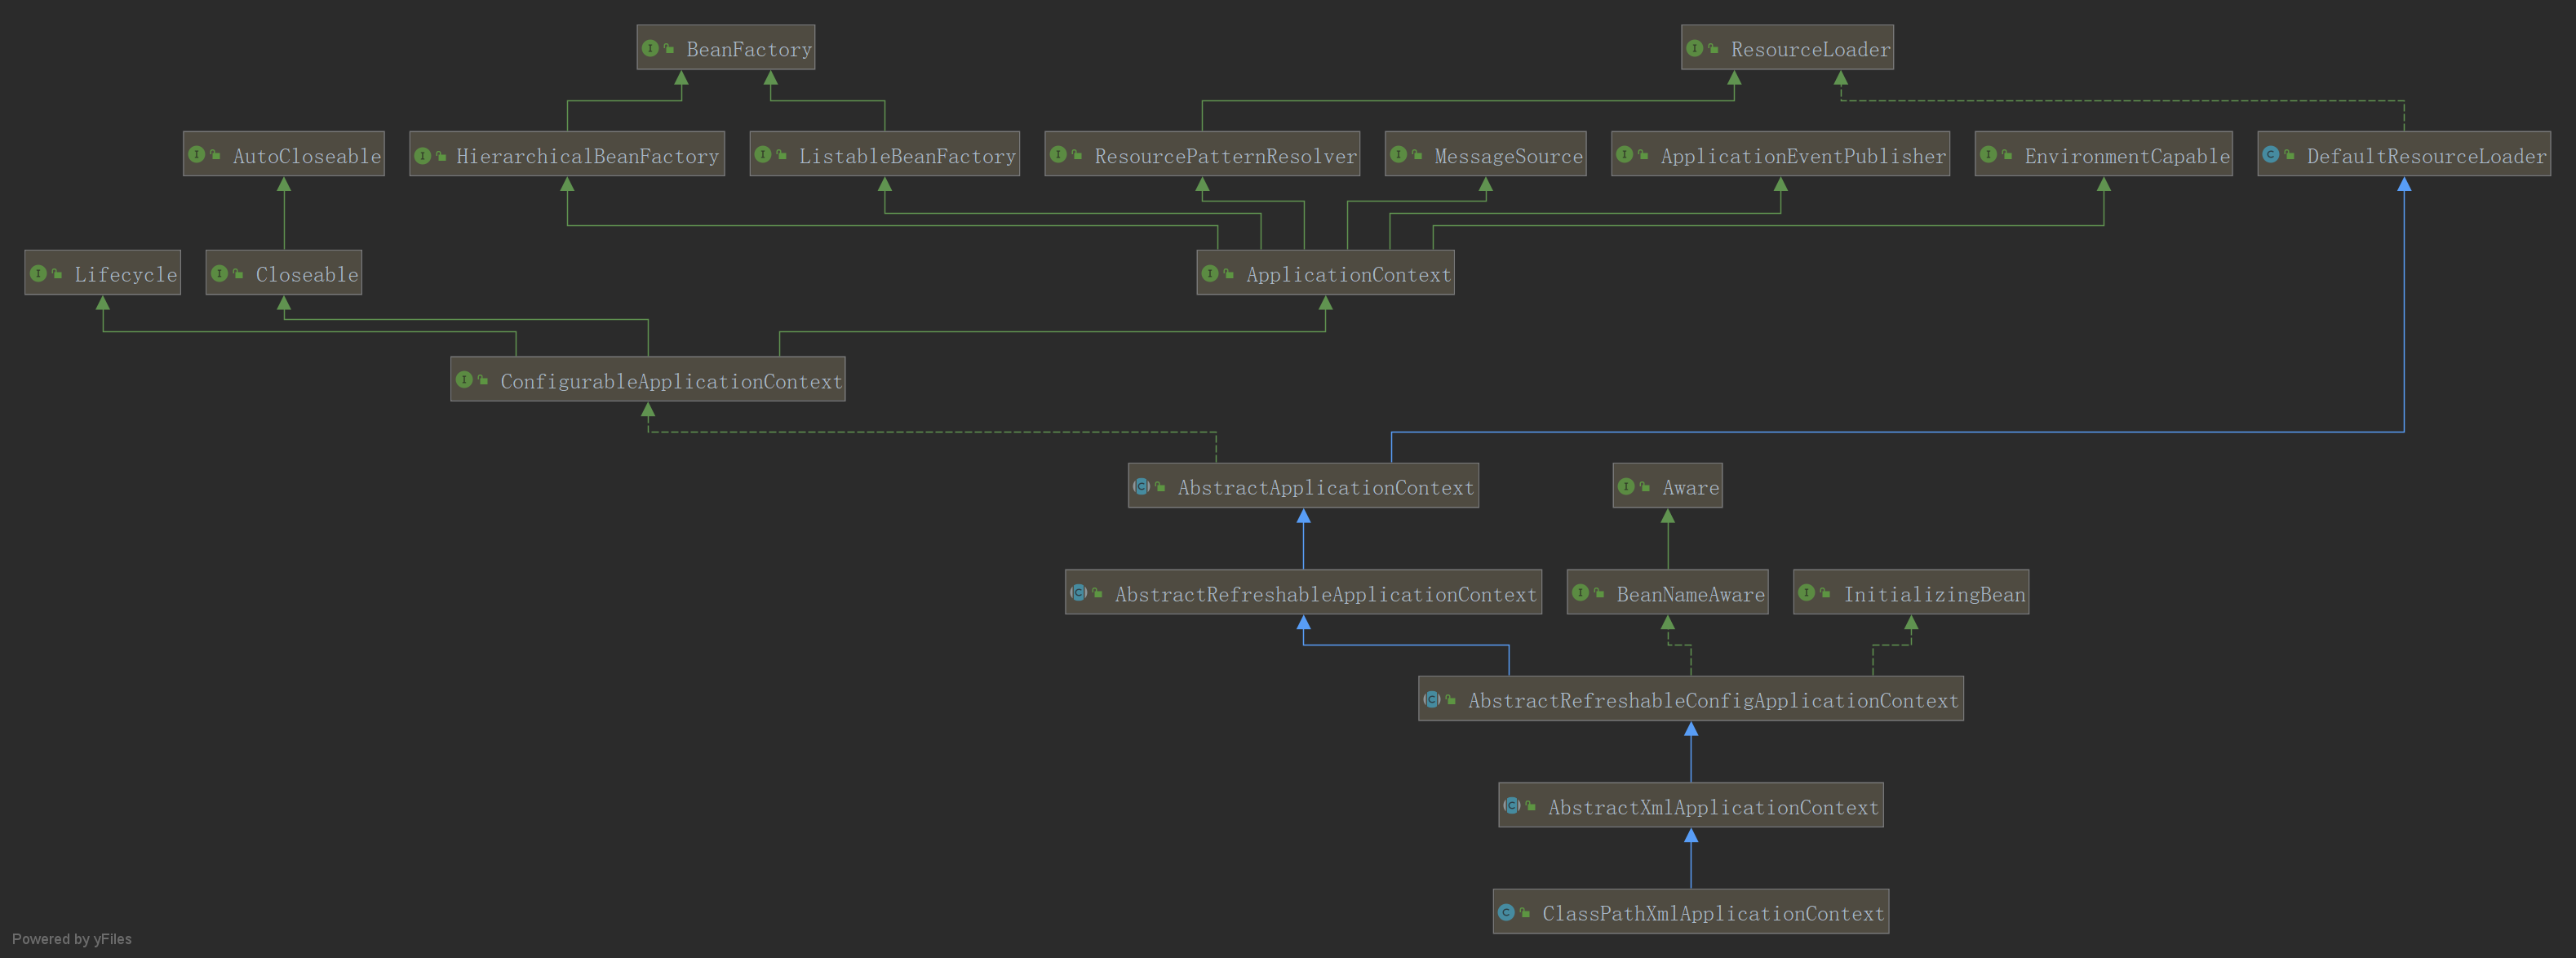 BeanFactory
ResourceLoader
AutoCloseable
HierarchicalBeanFactory
ListableBeanFactory
ResourcePatternResolver
MessageSource
ApplicationEventPublisher
EnvironmentCapable
DefaultResourceLoader
Lifecycle
Closeable
ApplicationContext
ConfigurableApplicationContext
AbstractApplicationContext
Aware
AbstractRefreshableApplicationContext
BeanNameAware
InitializingBean
AbstractRefreshableConfigApplicationContext
AbstractXmlApplicationContext
ClassPathXmlApplicationContext
Powered by yFiles